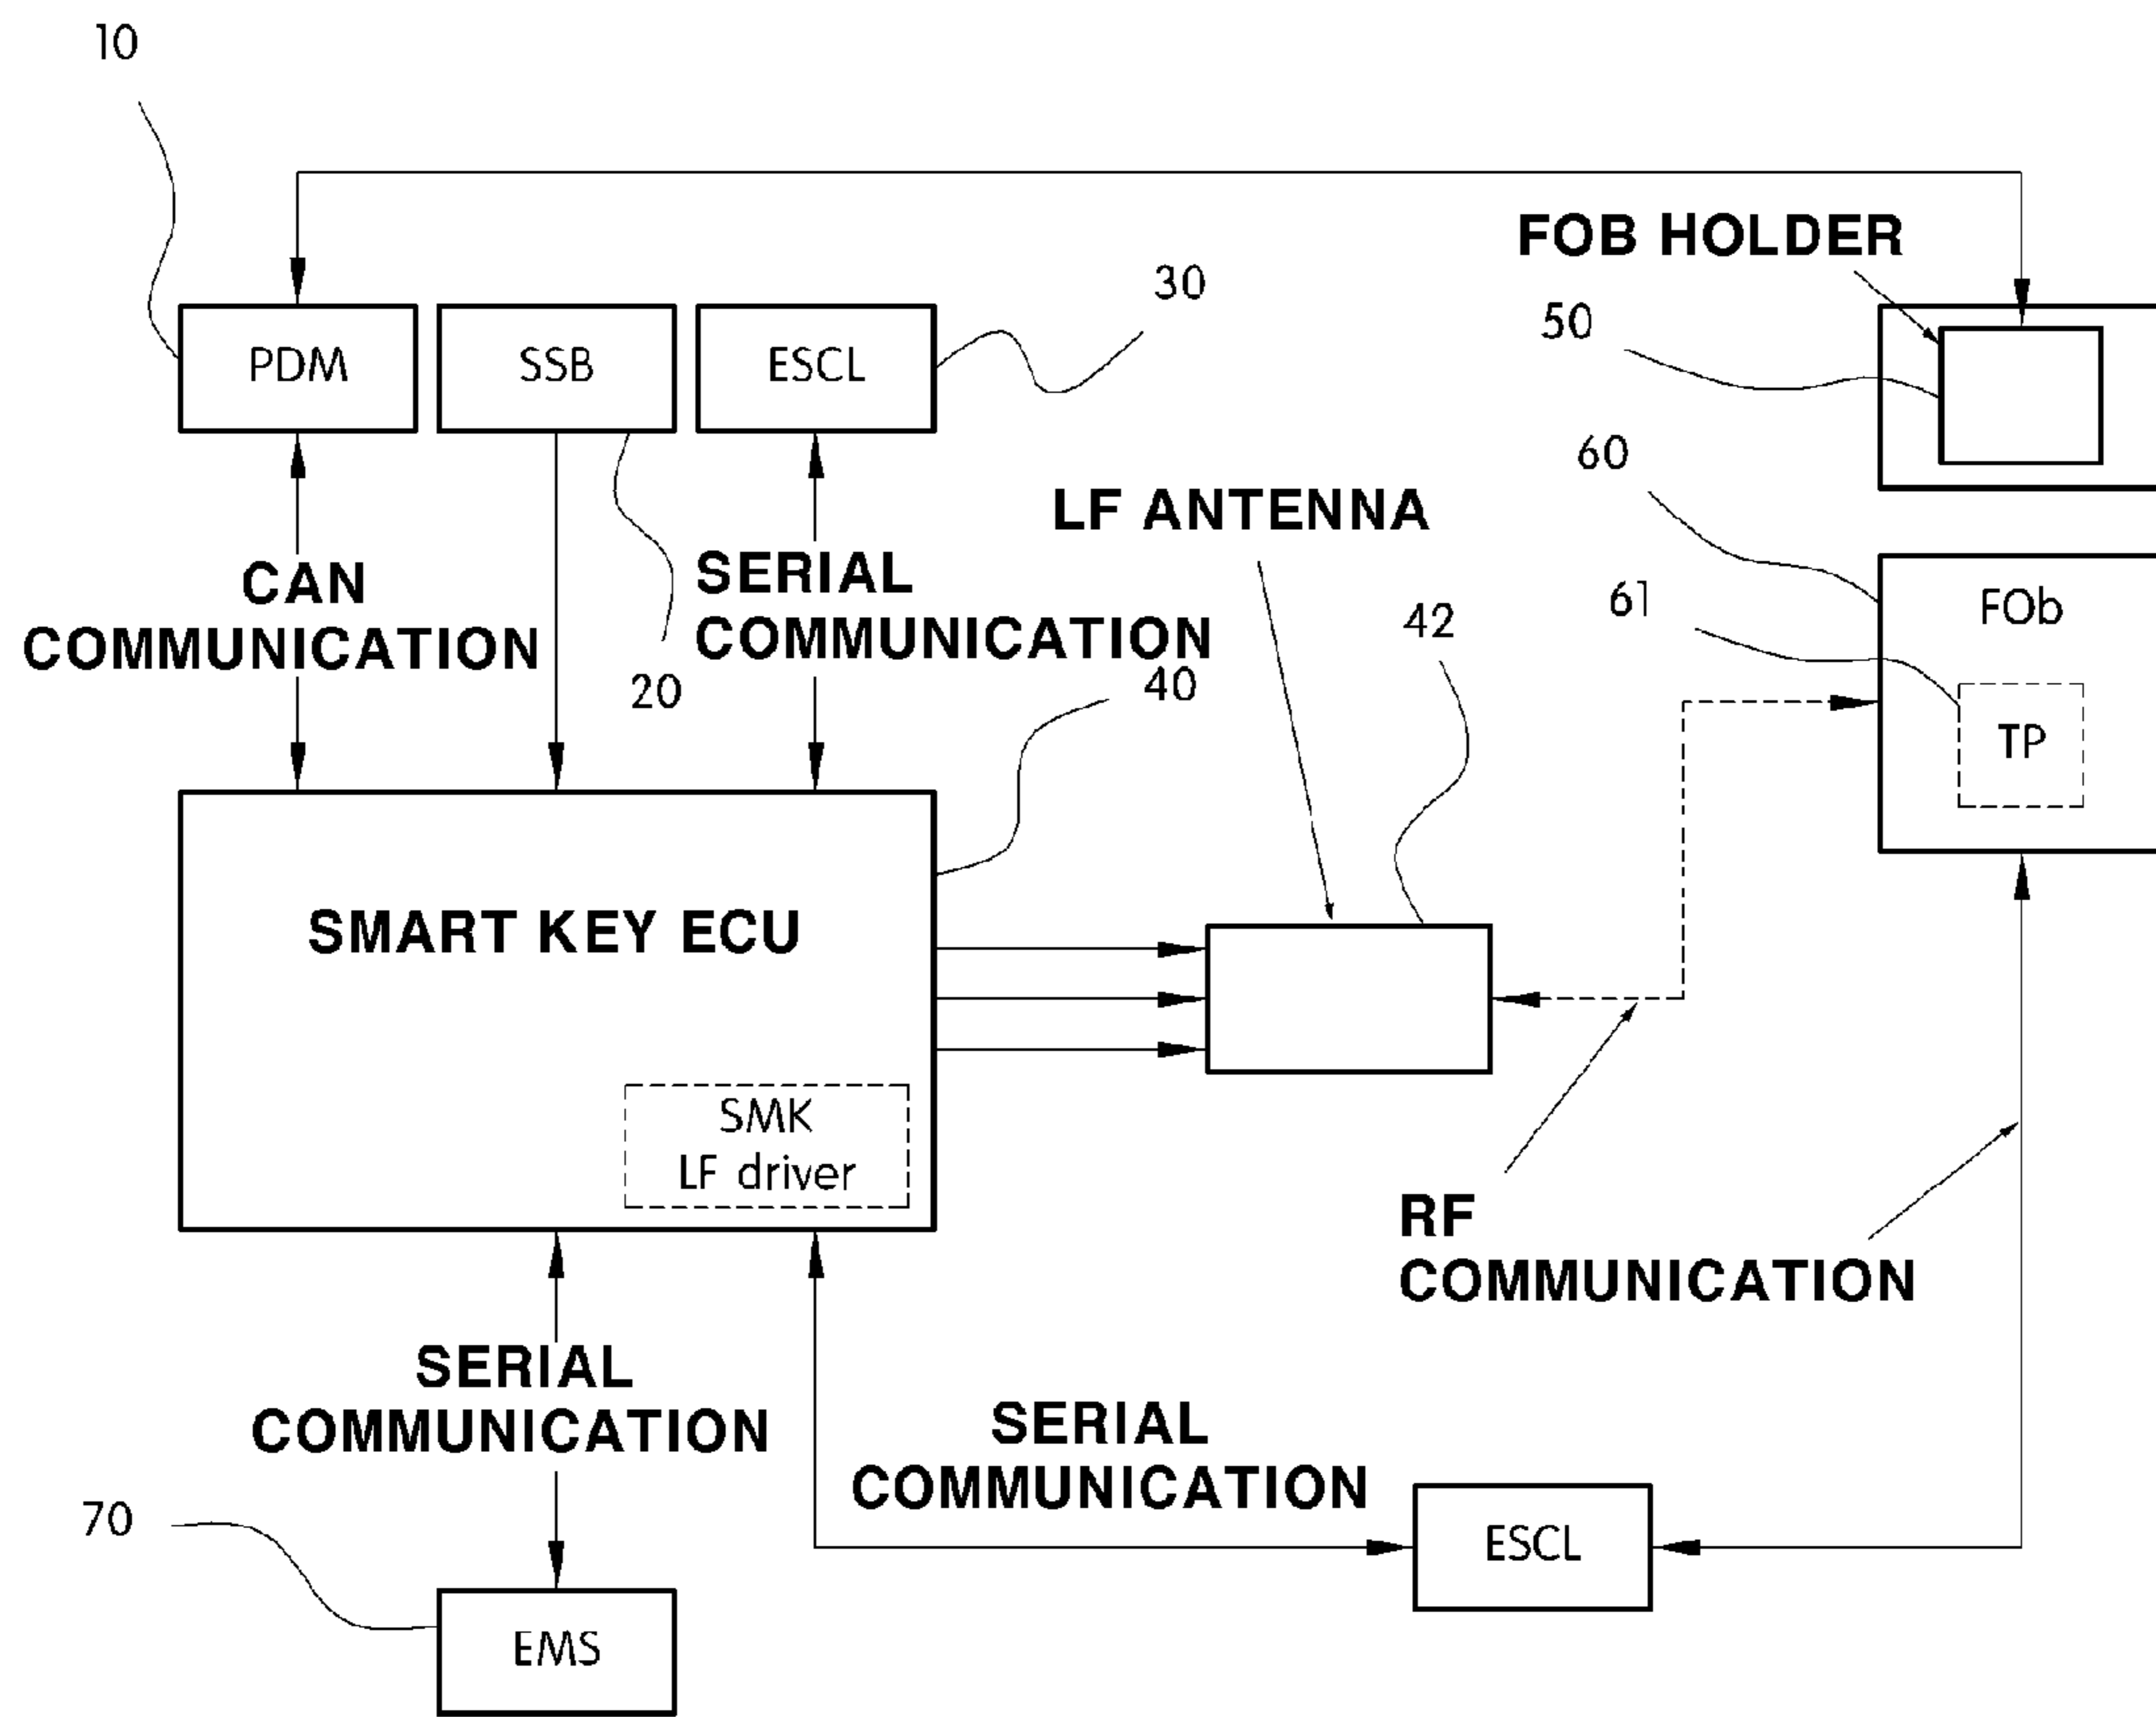 10
FOB HOLDER
30
50
PDM
SSB
ESCL
60
LF ANTENNA
CAN
COMMUNICATION
SERIAL
COMMUNICATION
20
40
42
61
FOb
TP
SMART KEY ECU
SMK
LF driver
RF
COMMUNICATION
SERIAL
COMMUNICATION
SERIAL
COMMUNICATION
70
ESCL
EMS